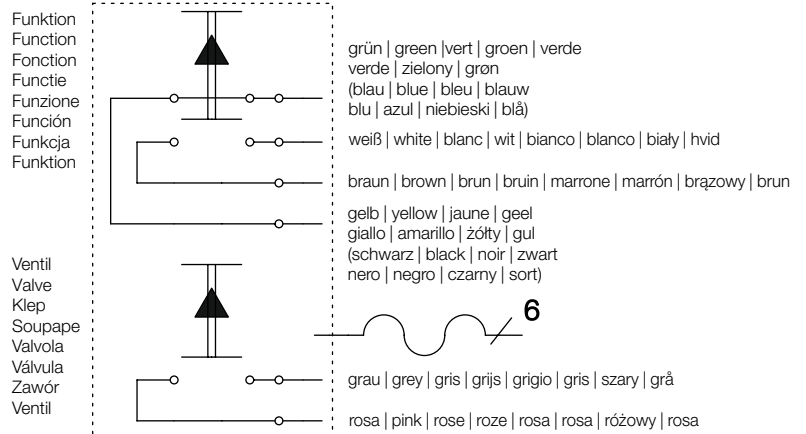 Funktion
Function
Fonction
Functie
Funzione
Función
Funkcja
Funktion
grün | green |vert | groen | verde
verde | zielony | grøn
(blau | blue | bleu | blauw
blu | azul | niebieski | blå)
weiß | white | blanc | wit | bianco | blanco | biały | hvid
braun | brown | brun | bruin | marrone | marrón | brązowy | brun
gelb | yellow | jaune | geel
giallo | amarillo | żółty | gul
(schwarz | black | noir | zwart
nero | negro | czarny | sort)
Ventil
Valve
Klep
Soupape
Valvola
Válvula
Zawór
Ventil
6
grau | grey | gris | grijs | grigio | gris | szary | grå
rosa | pink | rose | roze | rosa | rosa | różowy | rosa